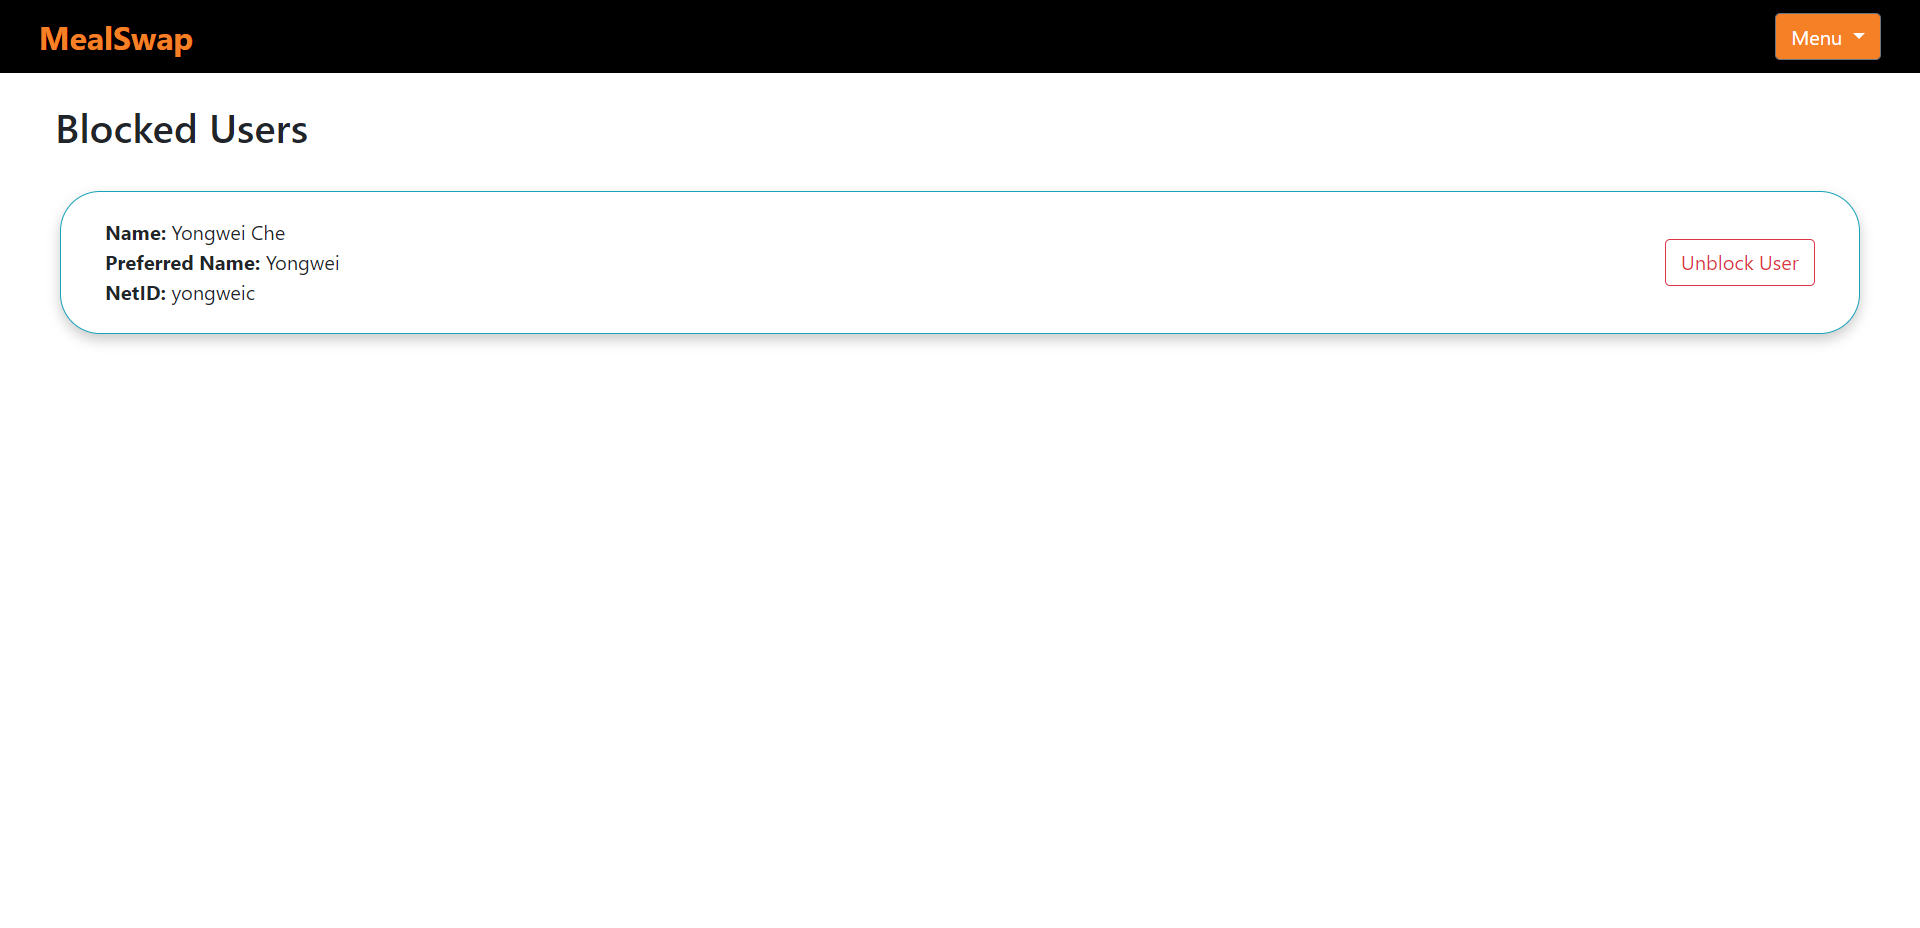 MealSwap
Menu
Blocked Users
Name: Yongwei Che
Preferred Name: Yongwei
NetID: yongweic
Unblock User